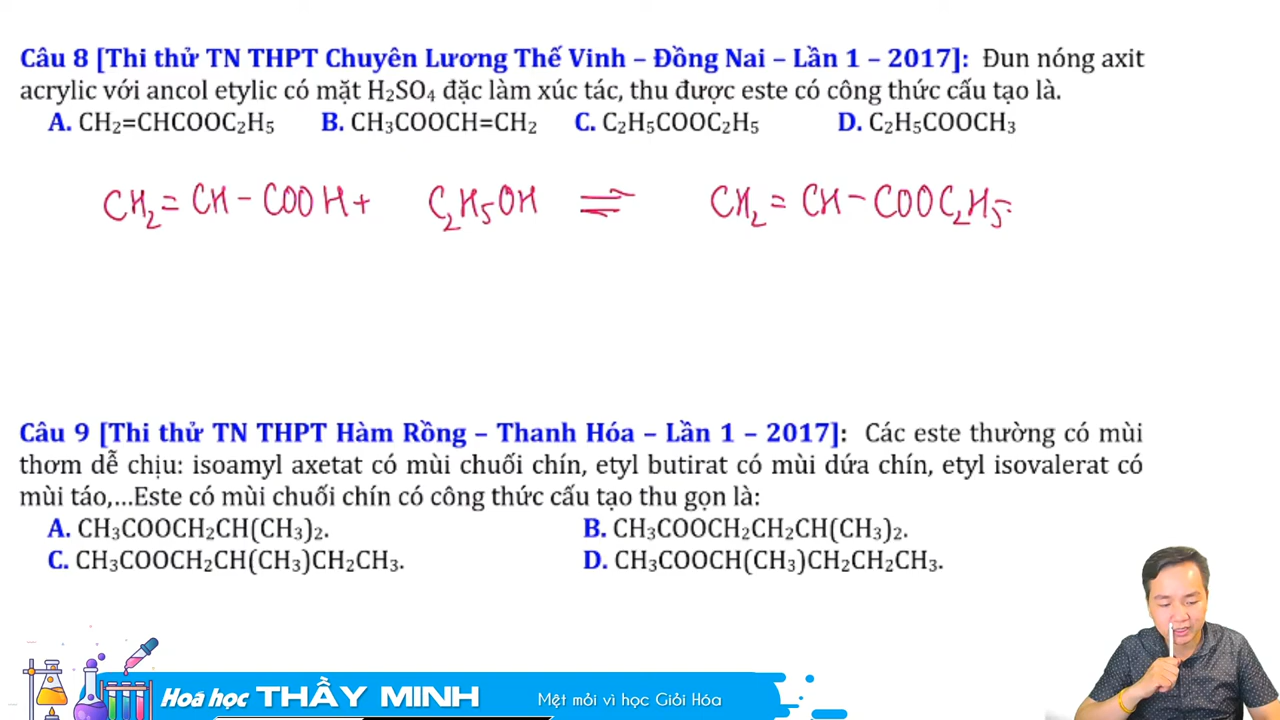 Câu 8 [Thi thử TN THPT Chuyên Lương Thế Vinh – Đồng Nai – Lần 1 – 2017]: Đun nóng axit
acrylic với ancol etylic có mặt H₂SO₄ đặc làm xúc tác, thu được este có công thức cấu tạo là.
A. CH₂=CHCOOC₂H₅ B. CH₃COOCH=CH₂ C. C₂H₅COOC₂H₅ D. C₂H₅COOCH₃
CH₂ = CH – COOH + C₂H₅OH ⇌ CH₂ = CH – COOC₂H₅
Câu 9 [Thi thử TN THPT Hàm Rồng – Thanh Hóa – Lần 1 – 2017]: Các este thường có mùi
thơm dễ chịu: isoamyl axetat có mùi chuối chín, etyl butirat có mùi dứa chín, etyl isovalerat có
mùi táo,...Este có mùi chuối chín có công thức cấu tạo thu gọn là:
A. CH₃COOCH₂CH(CH₃)₂. B. CH₃COOCH₂CH₂CH(CH₃)₂.
C. CH₃COOCH₂CH(CH₃)CH₂CH₃. D. CH₃COOCH(CH₃)CH₂CH₂CH₃.
Hoá học THẦY MINH Mệt mỏi vì học Giỏi Hóa